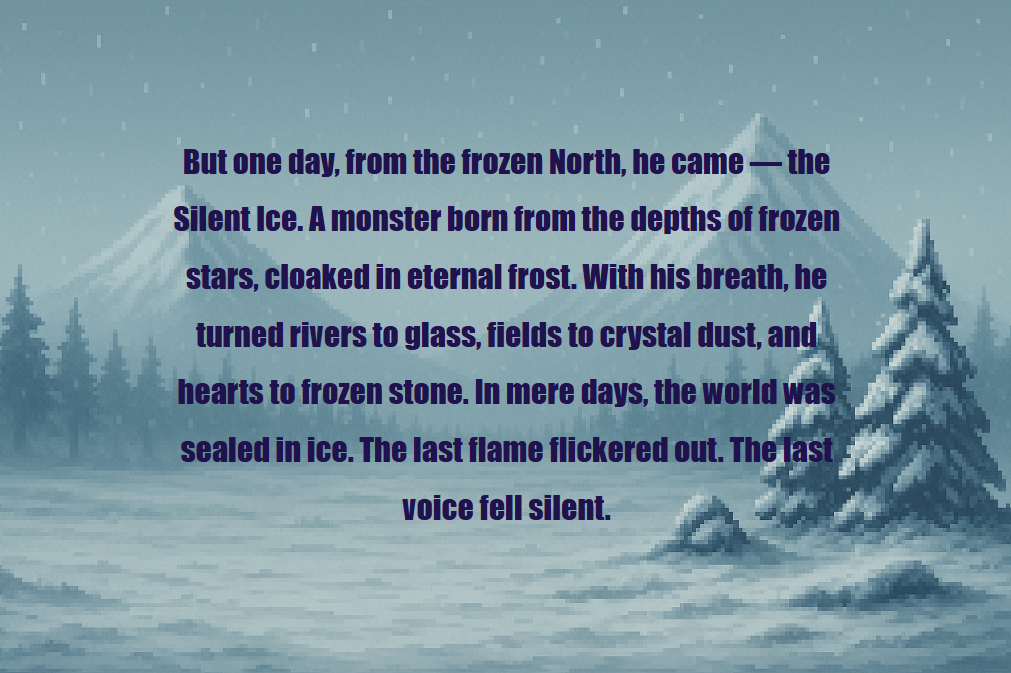 But one day, from the frozen North, he came — the
Silent Ice. A monster born from the depths of frozen
stars, cloaked in eternal frost. With his breath, he
turned rivers to glass, fields to crystal dust, and
hearts to frozen stone. In mere days, the world was
sealed in ice. The last flame flickered out. The last
voice fell silent.